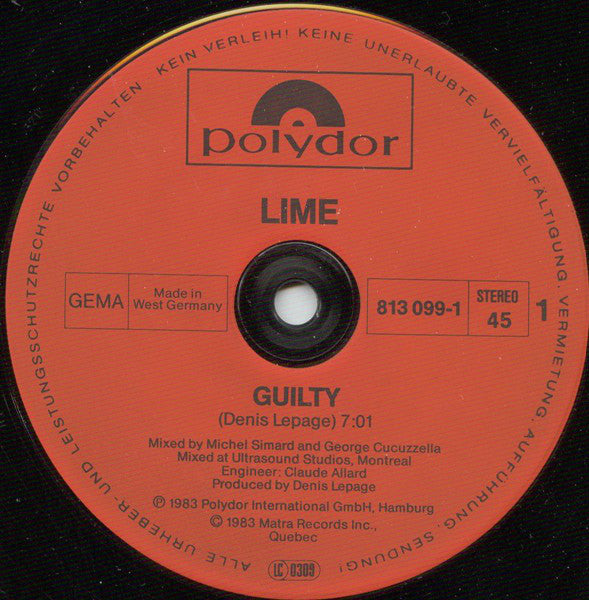 ALLE URHEBER- UND LEISTUNGSSCHUTZRECHTE VORBEHALTEN · KEIN VERLEIH! KEINE UNERLAUBTE VERVIELFÄLTIGUNG, VERMIETUNG, AUFFÜHRUNG, SENDUNG!
polydor
LIME
GEMA
Made in
West Germany
813 099-1
STEREO
45
1
GUILTY
(Denis Lepage) 7:01
Mixed by Michel Simard and George Cucuzzella
Mixed at Ultrasound Studios, Montreal
Engineer: Claude Allard
Produced by Denis Lepage
℗ 1983 Polydor International GmbH, Hamburg
© 1983 Matra Records Inc.,
Quebec
LC 0309